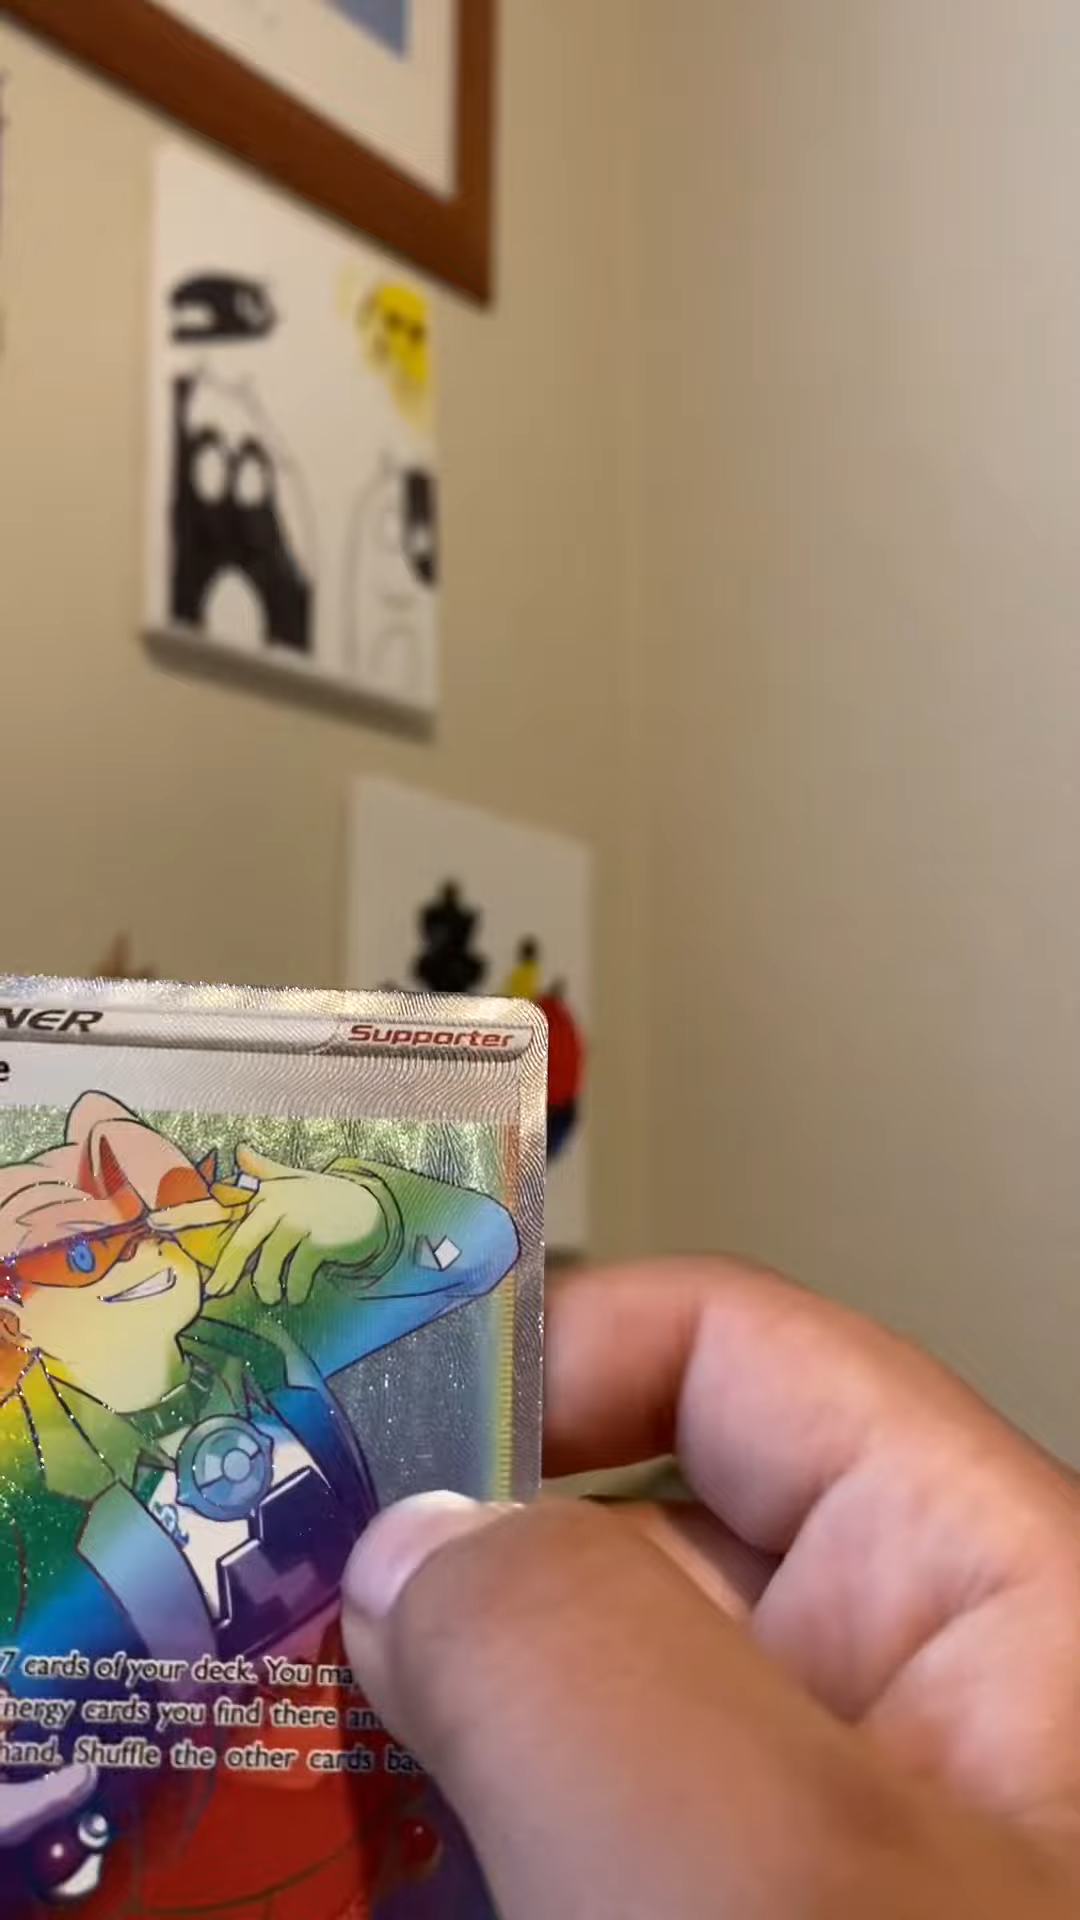 NER
Supporter
e
7 cards of your deck. You ma
nergy cards you find there an
hand. Shuffle the other cards ba